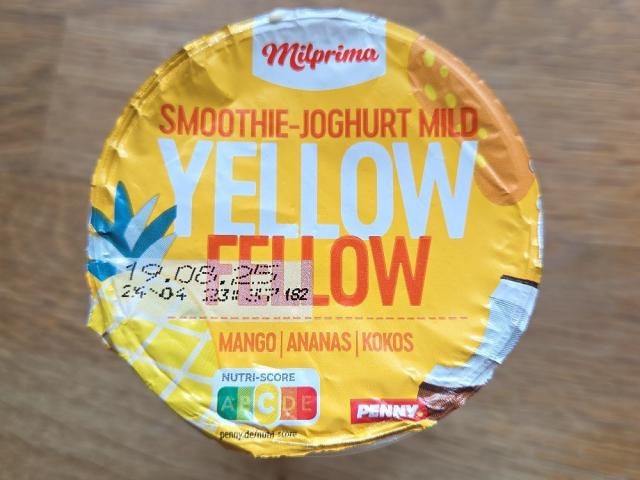 Milprima
SMOOTHIE-JOGHURT MILD
YELLOW
FELLOW
19.08.25
MANGO | ANANAS | KOKOS
NUTRI-SCORE
A B C D E
PENNY.
penny.de/nutri-score